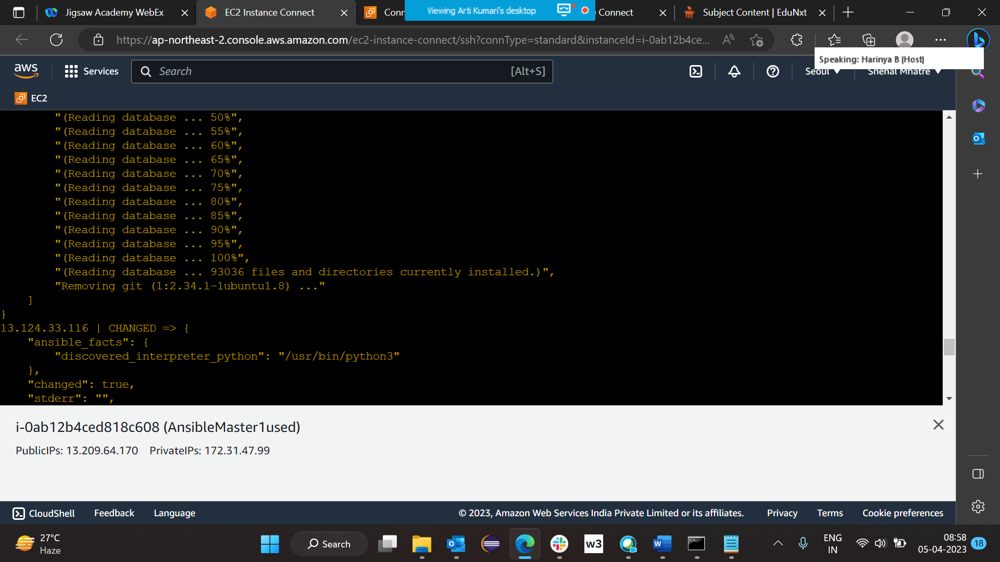 Jigsaw Academy WebEx
EC2 Instance Connect
Conn
Viewing Arti Kumari's desktop
Connect
Subject Content | EduNxt
https://ap-northeast-2.console.aws.amazon.com/ec2-instance-connect/ssh?connType=standard&instanceId=i-0ab12b4ce...
Speaking: Harinya B (Host)
aws
Services
Search
[Alt+S]
Seoul
Snehal Mhatre
EC2
"(Reading database ... 50%",
"(Reading database ... 55%",
"(Reading database ... 60%",
"(Reading database ... 65%",
"(Reading database ... 70%",
"(Reading database ... 75%",
"(Reading database ... 80%",
"(Reading database ... 85%",
"(Reading database ... 90%",
"(Reading database ... 95%",
"(Reading database ... 100%",
"(Reading database ... 93036 files and directories currently installed.)",
"Removing git (1:2.34.1-1ubuntu1.8) ..."
]
}
13.124.33.116 | CHANGED => {
"ansible_facts": {
"discovered_interpreter_python": "/usr/bin/python3"
},
"changed": true,
"stderr": "",
i-0ab12b4ced818c608 (AnsibleMaster1used)
PublicIPs: 13.209.64.170 PrivateIPs: 172.31.47.99
CloudShell
Feedback
Language
© 2023, Amazon Web Services India Private Limited or its affiliates.
Privacy
Terms
Cookie preferences
27°C
Haze
Search
w3
ENG
IN
08:58
05-04-2023
18